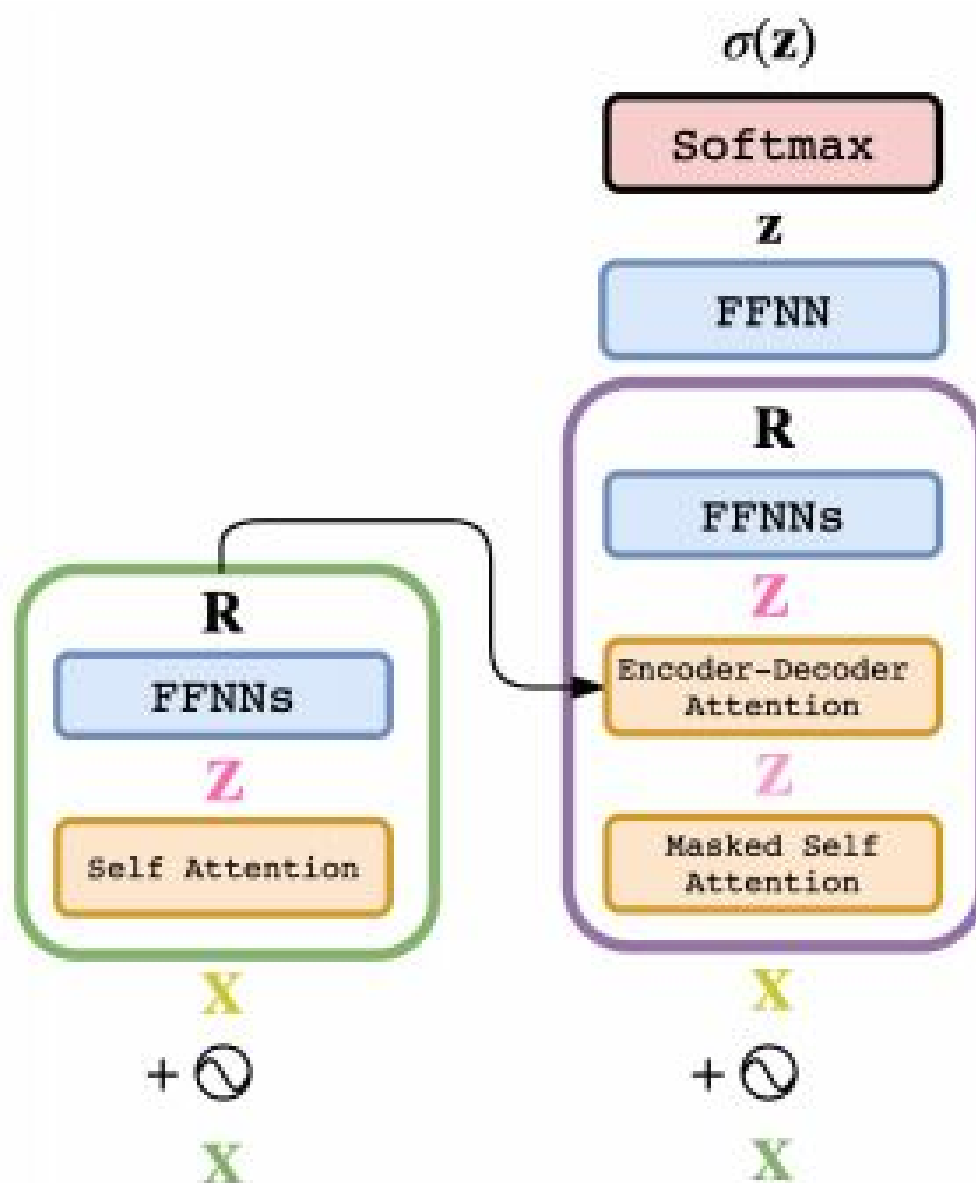 σ(z)
Softmax
z
FFNN
R
FFNNs
Z
Encoder-Decoder
Attention
Z
Masked Self
Attention
X
+
X
R
FFNNs
Z
Self Attention
X
+
X